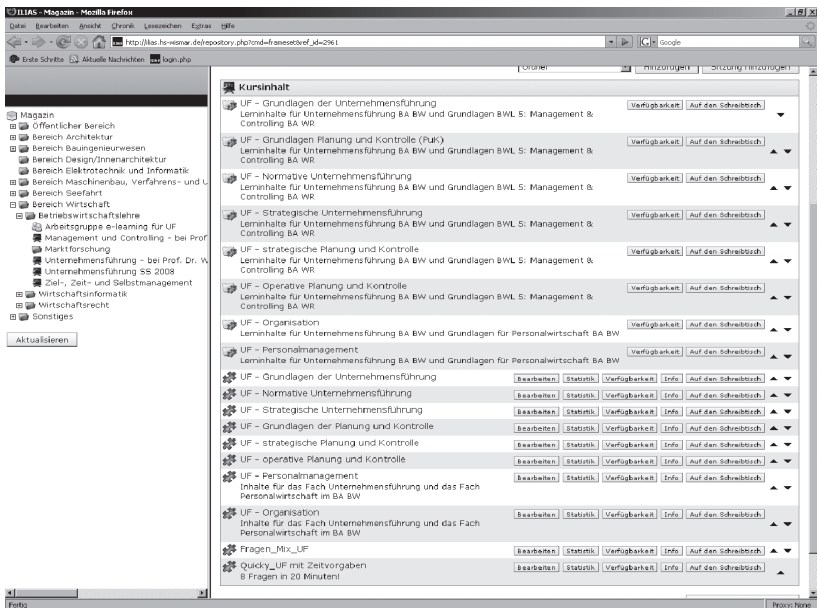 ILIAS - Magazin - Mozilla Firefox
Datei Bearbeiten Ansicht Chronik Lesezeichen Extras Hilfe
http://ilias.hs-wismar.de/repository.php?cmd=frameset&ref_id=2961
Google
Erste Schritte Aktuelle Nachrichten login.php
Ordner Hinzufügen Sitzung hinzufügen
Magazin
Öffentlicher Bereich
Bereich Architektur
Bereich Bauingenieurwesen
Bereich Design/Innenarchitektur
Bereich Elektrotechnik und Informatik
Bereich Maschinenbau, Verfahrens- und U
Bereich Seefahrt
Bereich Wirtschaft
Betriebswirtschaftslehre
Arbeitsgruppe e-learning für UF
Management und Controlling - bei Prof
Marktforschung
Unternehmensführung - bei Prof. Dr. W
Unternehmensführung SS 2008
Ziel-, Zeit- und Selbstmanagement
Wirtschaftsinformatik
Wirtschaftsrecht
Sonstiges
Aktualisieren
Kursinhalt
UF - Grundlagen der Unternehmensführung Verfügbarkeit Auf den Schreibtisch
Lerninhalte für Unternehmensführung BA BW und Grundlagen BWL 5: Management &
Controlling BA WR
UF - Grundlagen Planung und Kontrolle (PuK) Verfügbarkeit Auf den Schreibtisch
Lerninhalte für Unternehmensführung BA BW und Grundlagen BWL 5: Management &
Controlling BA WR
UF - Normative Unternehmensführung Verfügbarkeit Auf den Schreibtisch
Lerninhalte für Unternehmensführung BA BW und Grundlagen BWL 5: Management &
Controlling BA WR
UF - Strategische Unternehmensführung Verfügbarkeit Auf den Schreibtisch
Lerninhalte für Unternehmensführung BA BW und Grundlagen BWL 5: Management &
Controlling BA WR
UF - strategische Planung und Kontrolle Verfügbarkeit Auf den Schreibtisch
Lerninhalte für Unternehmensführung BA BW und Grundlagen BWL 5: Management &
Controlling BA WR
UF - Operative Planung und Kontrolle Verfügbarkeit Auf den Schreibtisch
Lerninhalte für Unternehmensführung BA BW und Grundlagen BWL 5: Management &
Controlling BA WR
UF - Organisation Verfügbarkeit Auf den Schreibtisch
Lerninhalte für Unternehmensführung BA BW und Grundlagen für Personalwirtschaft BA BW
UF - Personalmanagement Verfügbarkeit Auf den Schreibtisch
Lerninhalte für Unternehmensführung BA BW und Grundlagen für Personalwirtschaft BA BW
UF - Grundlagen der Unternehmensführung Bearbeiten Statistik Verfügbarkeit Info Auf den Schreibtisch
UF - Normative Unternehmensführung Bearbeiten Statistik Verfügbarkeit Info Auf den Schreibtisch
UF - Strategische Unternehmensführung Bearbeiten Statistik Verfügbarkeit Info Auf den Schreibtisch
UF - Grundlagen der Planung und Kontrolle Bearbeiten Statistik Verfügbarkeit Info Auf den Schreibtisch
UF - strategische Planung und Kontrolle Bearbeiten Statistik Verfügbarkeit Info Auf den Schreibtisch
UF - operative Planung und Kontrolle Bearbeiten Statistik Verfügbarkeit Info Auf den Schreibtisch
UF - Personalmanagement Bearbeiten Statistik Verfügbarkeit Info Auf den Schreibtisch
Inhalte für das Fach Unternehmensführung und das Fach
Personalwirtschaft im BA BW
UF - Organisation Bearbeiten Statistik Verfügbarkeit Info Auf den Schreibtisch
Inhalte für das Fach Unternehmensführung und das Fach
Personalwirtschaft im BA BW
Fragen_Mix_UF Bearbeiten Statistik Verfügbarkeit Info Auf den Schreibtisch
Quicky_UF mit Zeitvorgaben Bearbeiten Statistik Verfügbarkeit Info Auf den Schreibtisch
8 Fragen in 20 Minuten!
Fertig Proxy: None